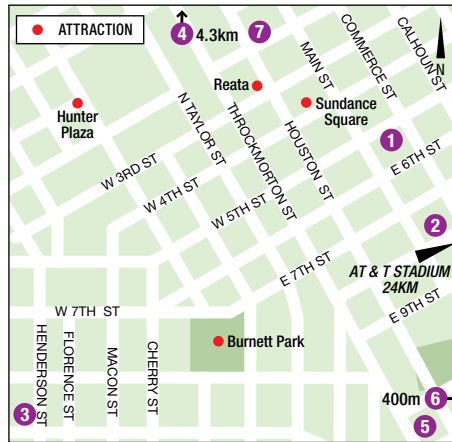 ATTRACTION
4
4.3km
7
MAIN ST
COMMERCE ST
CALHOUN ST
N
Reata
Sundance
Square
Hunter
Plaza
N TAYLOR ST
THROCKMORTON ST
HOUSTON ST
1
E 6TH ST
W 3RD ST
W 4TH ST
W 5TH ST
2
E 7TH ST
AT & T STADIUM
24KM
E 9TH ST
W 7TH ST
Burnett Park
HENDERSON ST
FLORENCE ST
MACON ST
CHERRY ST
3
400m
6
5